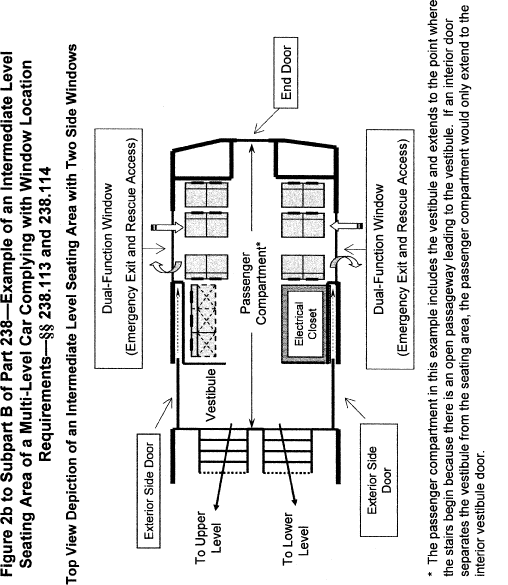 Figure 2b to Subpart B of Part 238—Example of an Intermediate Level
Seating Area of a Multi-Level Car Complying with Window Location
Requirements—§§ 238.113 and 238.114
Top View Depiction of an Intermediate Level Seating Area with Two Side Windows
Exterior Side Door
Dual-Function Window
(Emergency Exit and Rescue Access)
To Upper
Level
Vestibule
Passenger
Compartment*
End Door
To Lower
Level
Electrical
Closet
Exterior Side
Door
Dual-Function Window
(Emergency Exit and Rescue Access)
* The passenger compartment in this example includes the vestibule and extends to the point where
the stairs begin because there is an open passageway leading to the vestibule. If an interior door
separates the vestibule from the seating area, the passenger compartment would only extend to the
interior vestibule door.